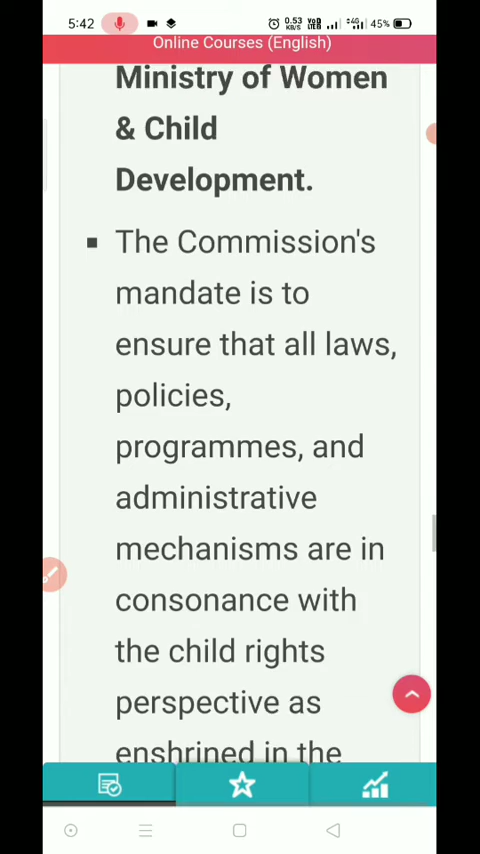 5:42
0.53 KB/S
4G
45%
Online Courses (English)
Ministry of Women
& Child
Development.
The Commission's
mandate is to
ensure that all laws,
policies,
programmes, and
administrative
mechanisms are in
consonance with
the child rights
perspective as
enshrined in the